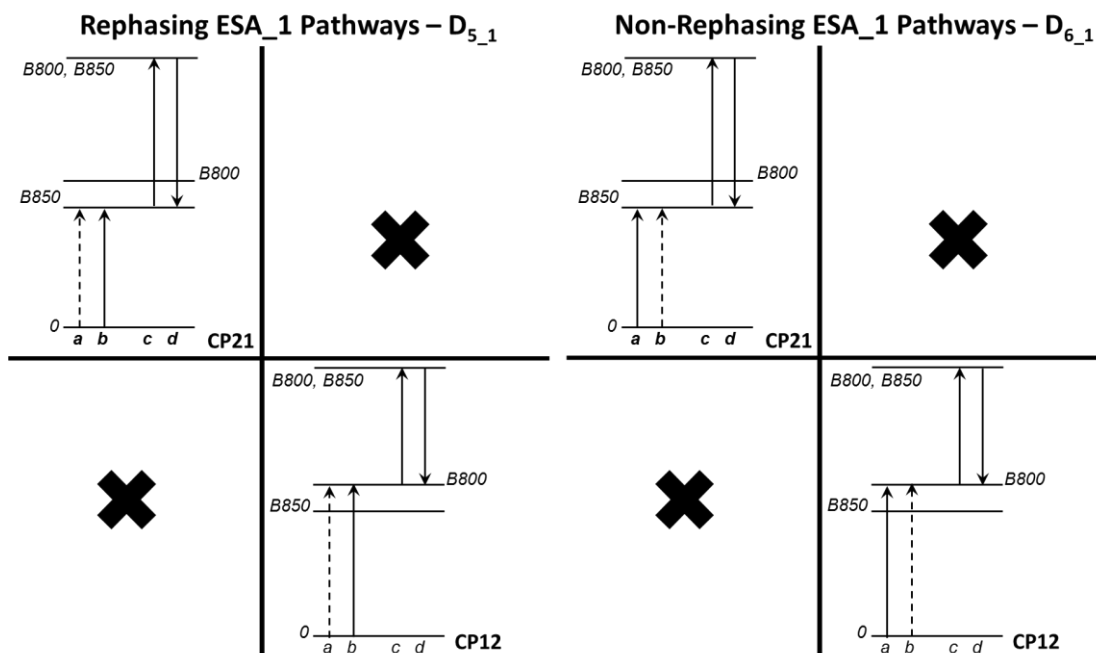 Rephasing ESA_1 Pathways – D5_1
B800, B850
B800
B850
0
a b c d
CP21
B800, B850
B800
B850
0
a b c d
CP12
Non-Rephasing ESA_1 Pathways – D6_1
B800, B850
B800
B850
0
a b c d
CP21
B800, B850
B800
B850
0
a b c d
CP12